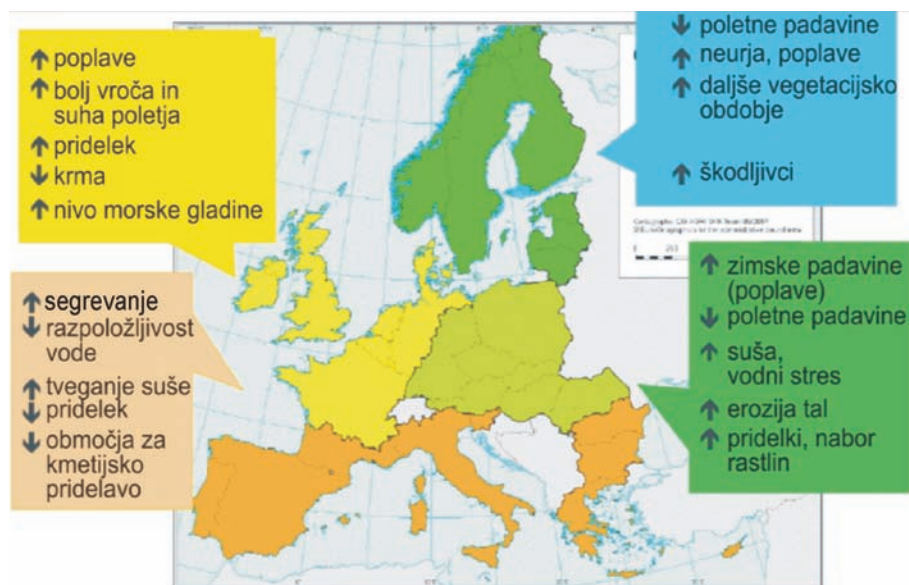 ↑ poplave
↑ bolj vroča in
suha poletja
↑ pridelek
↓ krma
↑ nivo morske gladine
↓ poletne padavine
↑ neurja, poplave
↑ daljše vegetacijsko
obdobje
↑ škodljivci
↑ segrevanje
↓ razpoložljivost
vode
↑ tveganje suše
↓ pridelek
↓ območja za
kmetijsko
pridelavo
↑ zimske padavine
(poplave)
↓ poletne padavine
↑ suša,
vodni stres
↑ erozija tal
↑ pridelki, nabor
rastlin